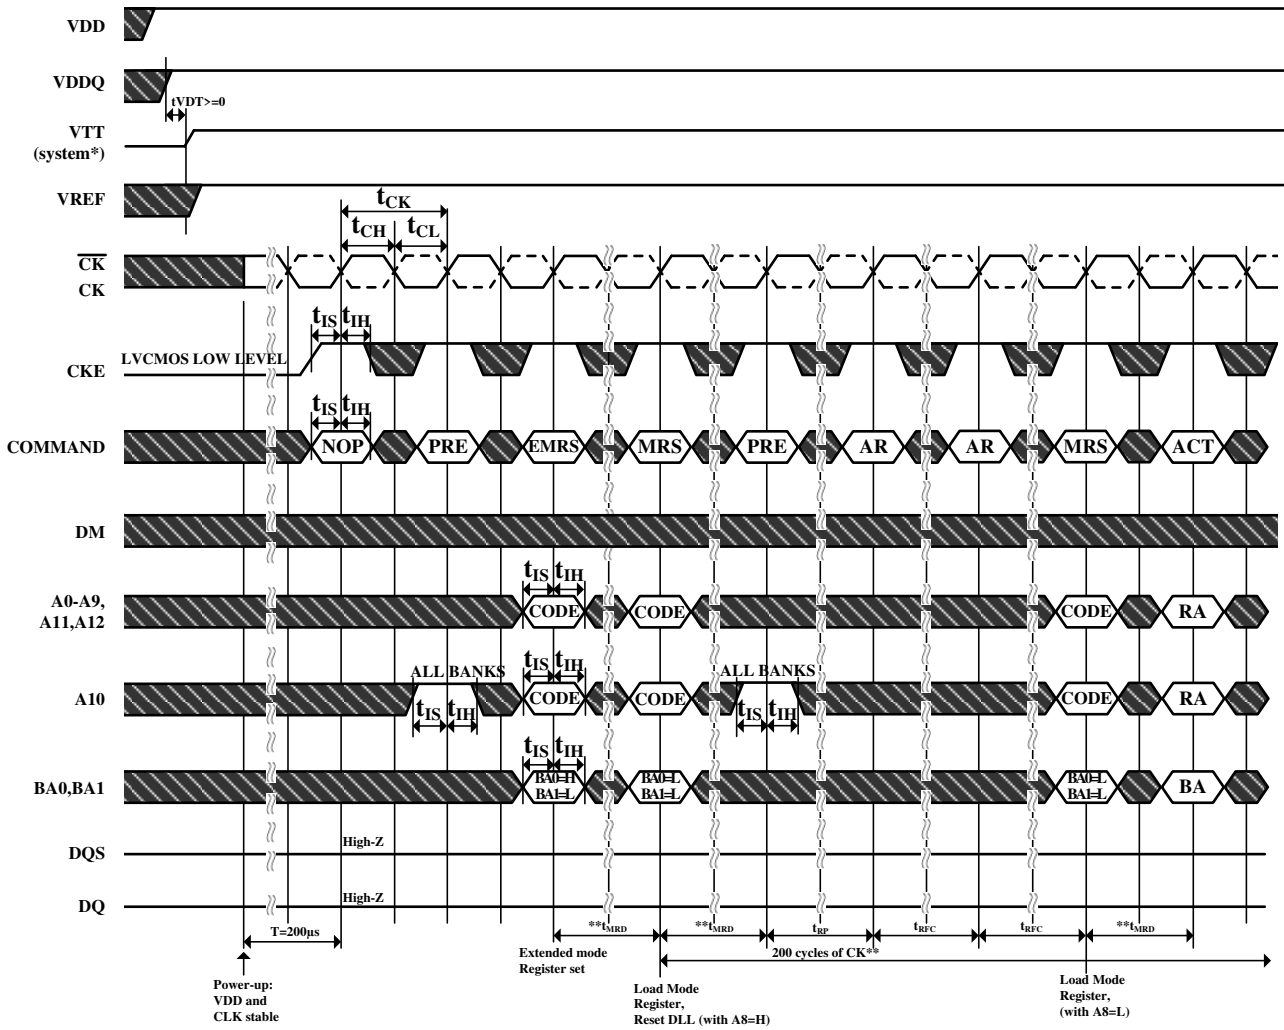 VDD
VDDQ
tVDT>=0
VTT
(system*)
VREF
tCK
tCH tCL
CK
CK
tIS tIH
LVCMOS LOW LEVEL
CKE
tIS tIH
COMMAND NOP PRE EMRS MRS PRE AR AR MRS ACT
DM
tIS tIH
A0-A9,
A11,A12
CODE CODE CODE RA
ALL BANKS tIS tIH ALL BANKS
A10 CODE CODE CODE RA
tIS tIH tIS tIH
tIS tIH
BA0,BA1
BA0=H BA0=L BA0=L
BA1=L BA1=L BA1=L
BA
High-Z
DQS
High-Z
DQ
T=200µs **tMRD **tMRD tRP tRFC tRFC **tMRD
200 cycles of CK**
Extended mode
Register set
Power-up:
VDD and
CLK stable
Load Mode
Register,
Reset DLL (with A8=H)
Load Mode
Register,
(with A8=L)